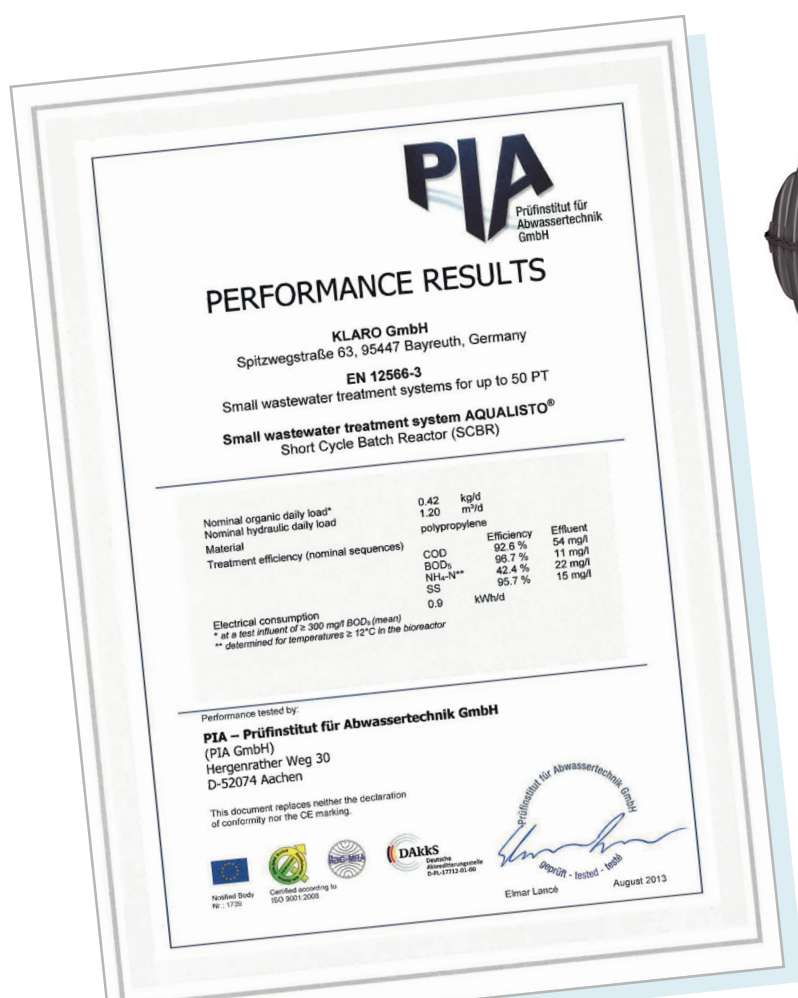 PIA
Prüfinstitut für
Abwassertechnik
GmbH
PERFORMANCE RESULTS
KLARO GmbH
Spitzwegstraße 63, 95447 Bayreuth, Germany
EN 12566-3
Small wastewater treatment systems for up to 50 PT
Small wastewater treatment system AQUALISTO®
Short Cycle Batch Reactor (SCBR)
Nominal organic daily load* 0.42 kg/d
Nominal hydraulic daily load 1.20 m³/d
Material polypropylene
Treatment efficiency (nominal sequences) Efficiency Effluent
COD 92.6 % 54 mg/l
BOD₅ 96.7 % 11 mg/l
NH₄-N** 42.4 % 22 mg/l
SS 95.7 % 15 mg/l
Electrical consumption 0.9 kWh/d
* at a test influent of ≥ 300 mg/l BOD₅ (mean)
** determined for temperatures ≥ 12°C in the bioreactor
Performance tested by:
PIA – Prüfinstitut für Abwassertechnik GmbH
(PIA GmbH)
Hergenrather Weg 30
D-52074 Aachen
This document replaces neither the declaration
of conformity nor the CE marking.
Notified Body
Nr.: 1739
Certified according to
ISO 9001:2008
ilac-MRA
DAkkS
Deutsche
Akkreditierungsstelle
D-PL-17712-01-00
Prüfinstitut für Abwassertechnik GmbH
geprüft - tested - testé
Elmar Lancé
August 2013